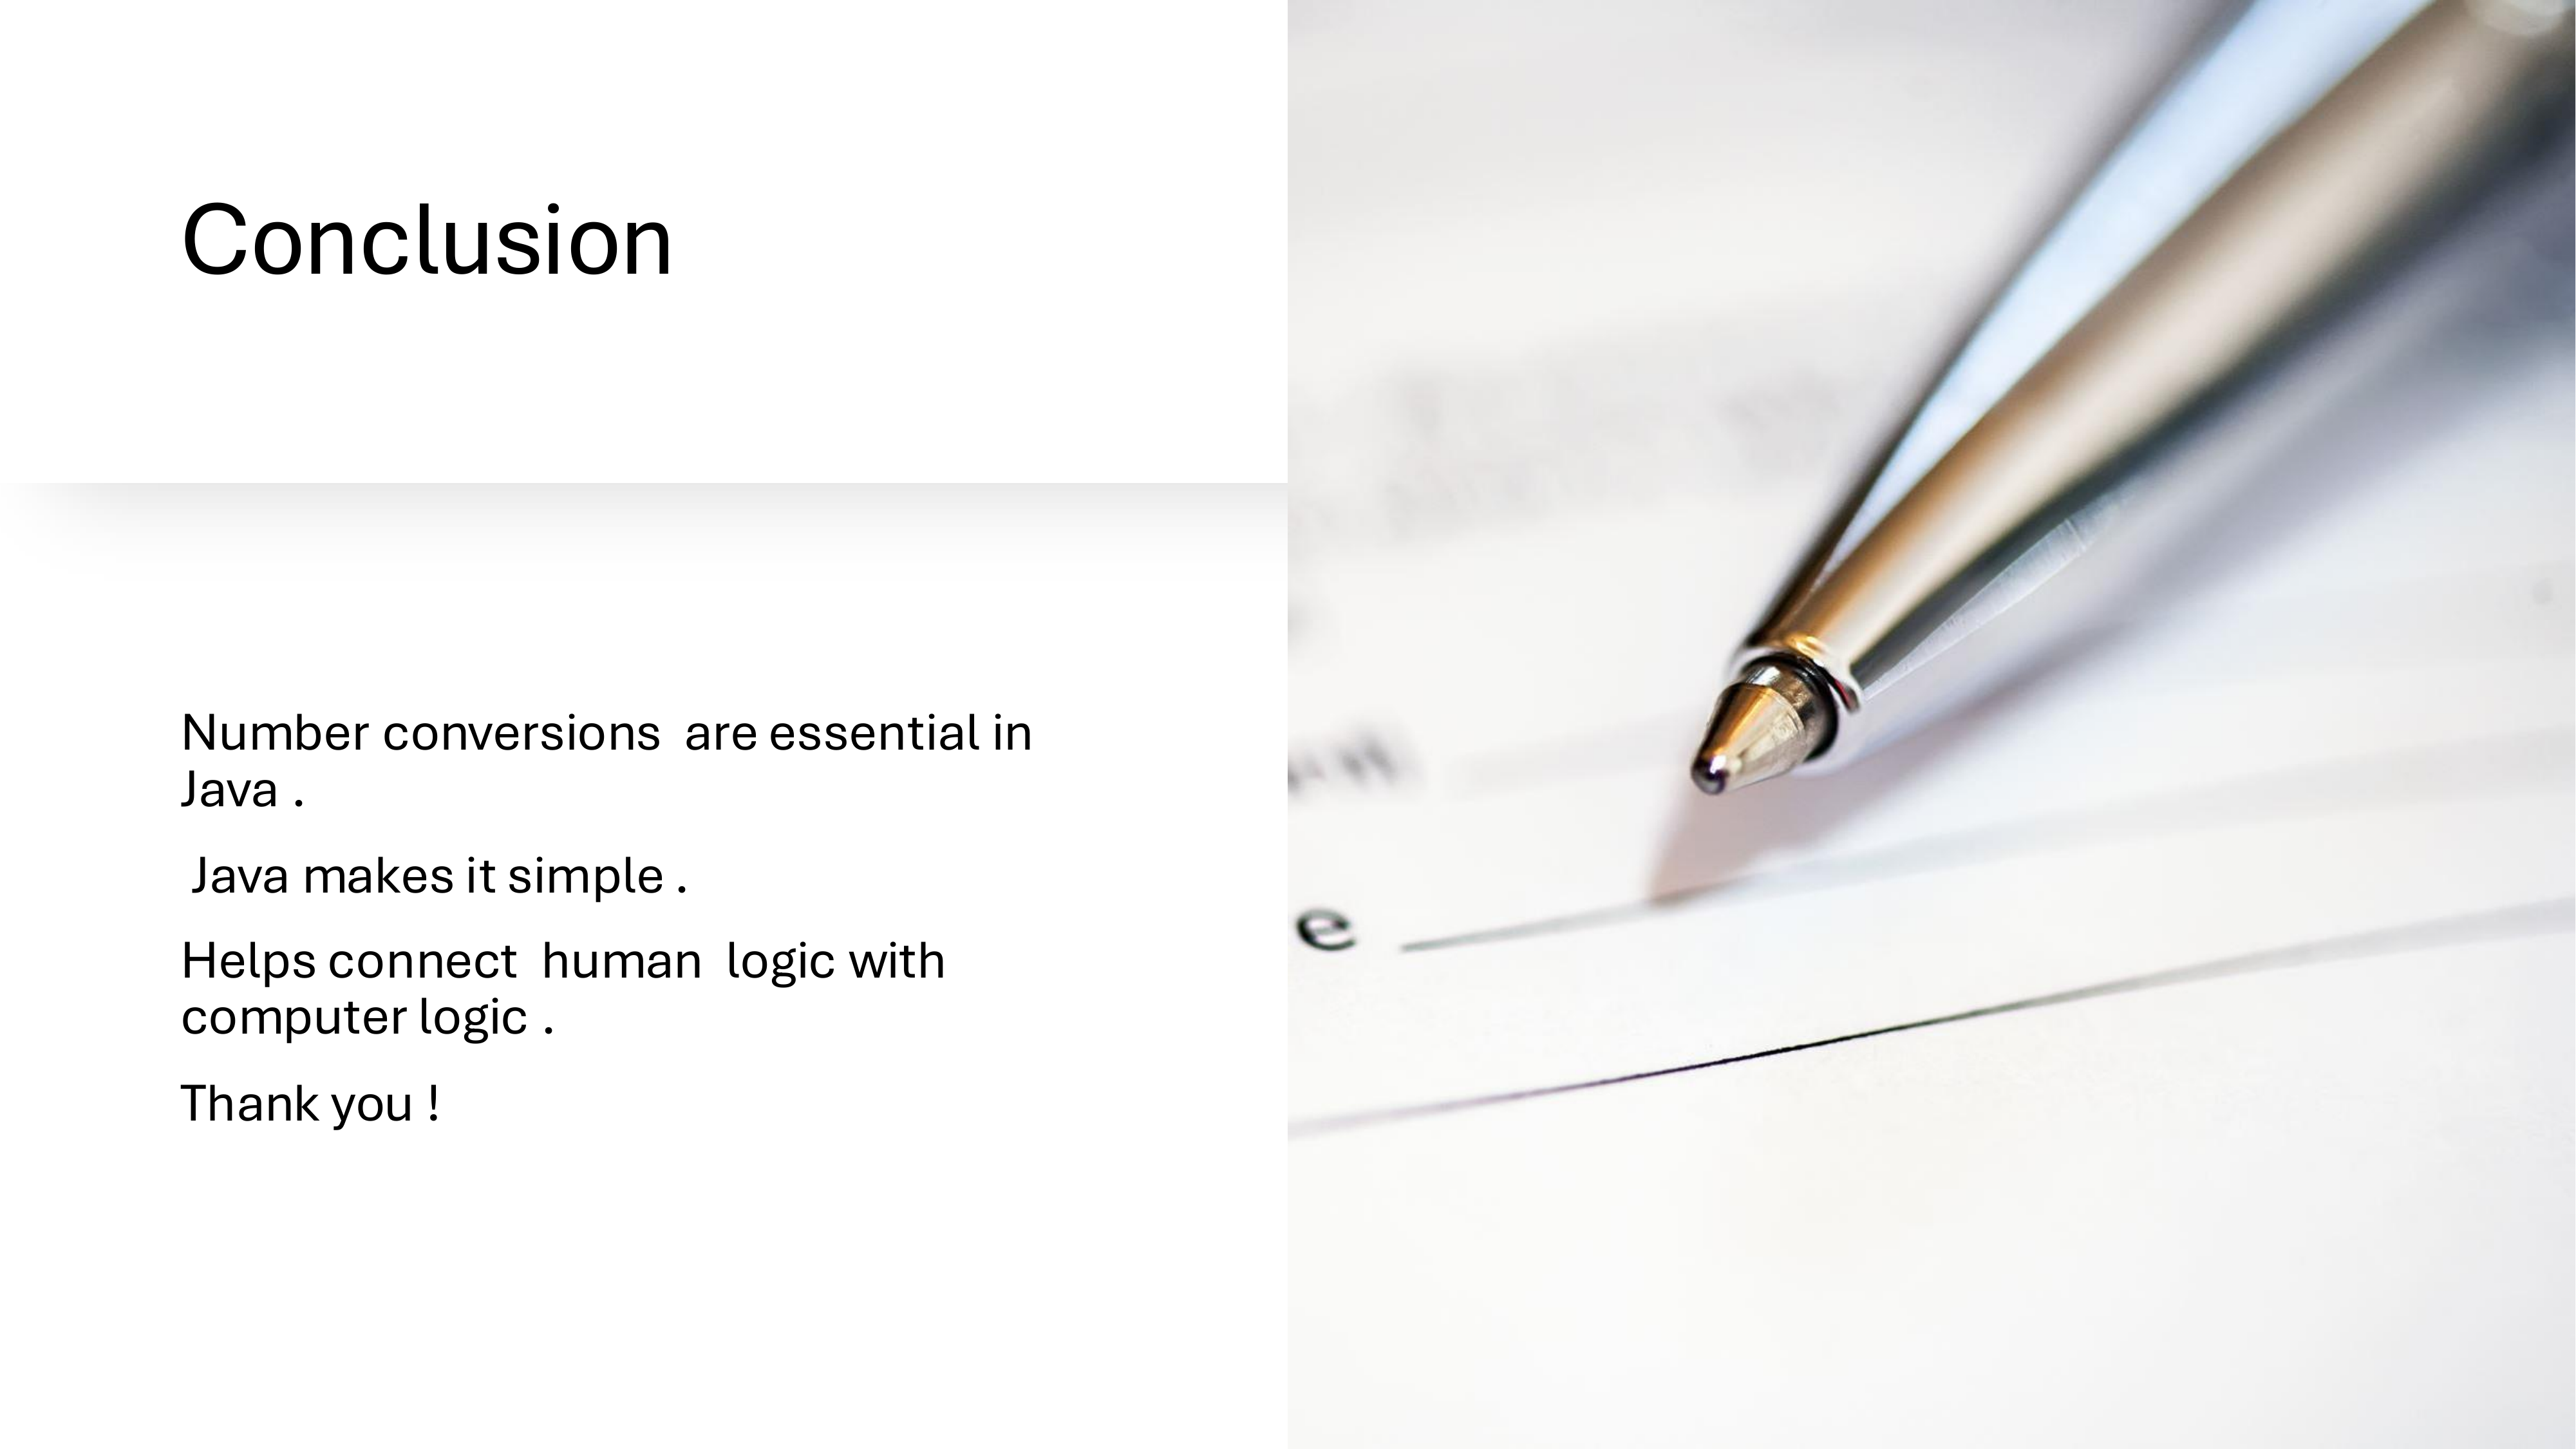 Conclusion
Number conversions  are essential in
Java .
Java makes it simple .
Helps connect  human  logic with
computer logic .
Thank you !
e